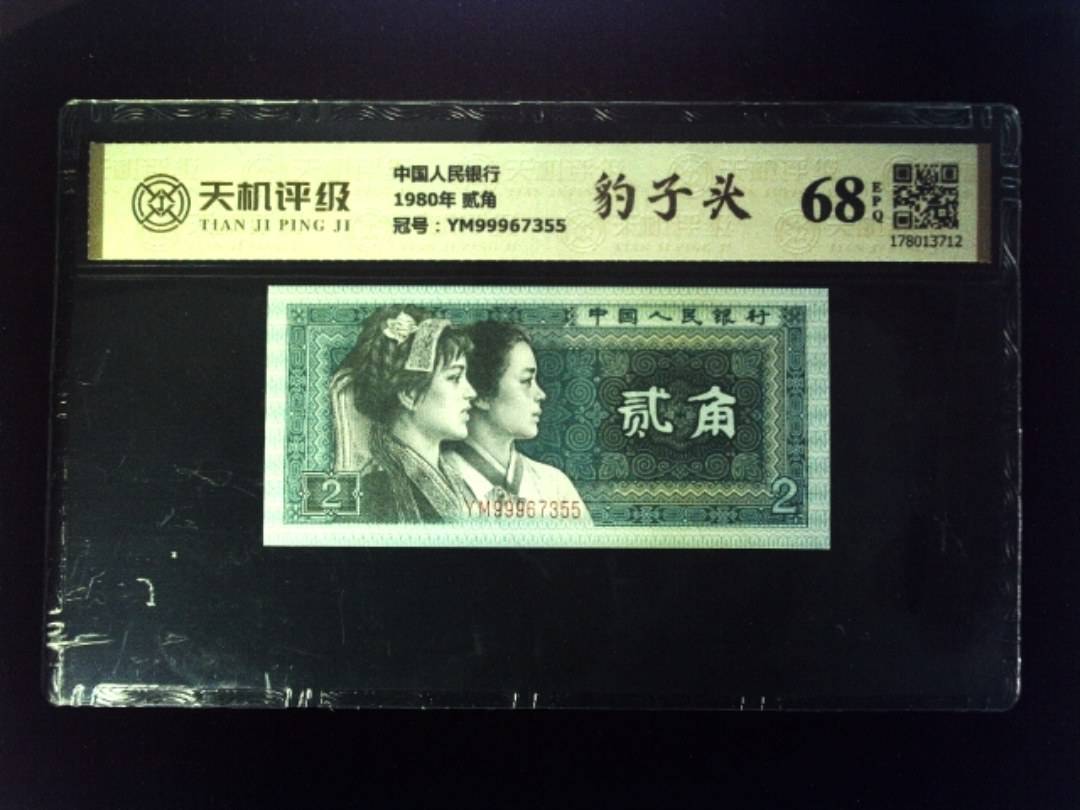 天机评级
TIAN JI PING JI
中国人民银行
1980年 贰角
冠号：YM99967355
豹子头
68
EPQ
178013712
中国人民银行
贰角
2
YM99967355
2